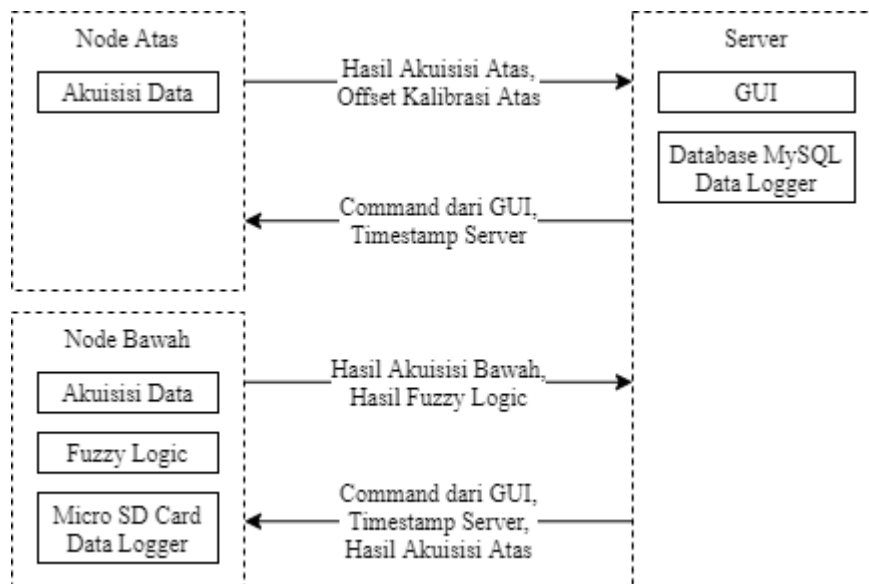 Node Atas
Akuisisi Data
Hasil Akuisisi Atas,
Offset Kalibrasi Atas
Command dari GUI,
Timestamp Server
Server
GUI
Database MySQL
Data Logger
Node Bawah
Akuisisi Data
Fuzzy Logic
Micro SD Card
Data Logger
Hasil Akuisisi Bawah,
Hasil Fuzzy Logic
Command dari GUI,
Timestamp Server,
Hasil Akuisisi Atas